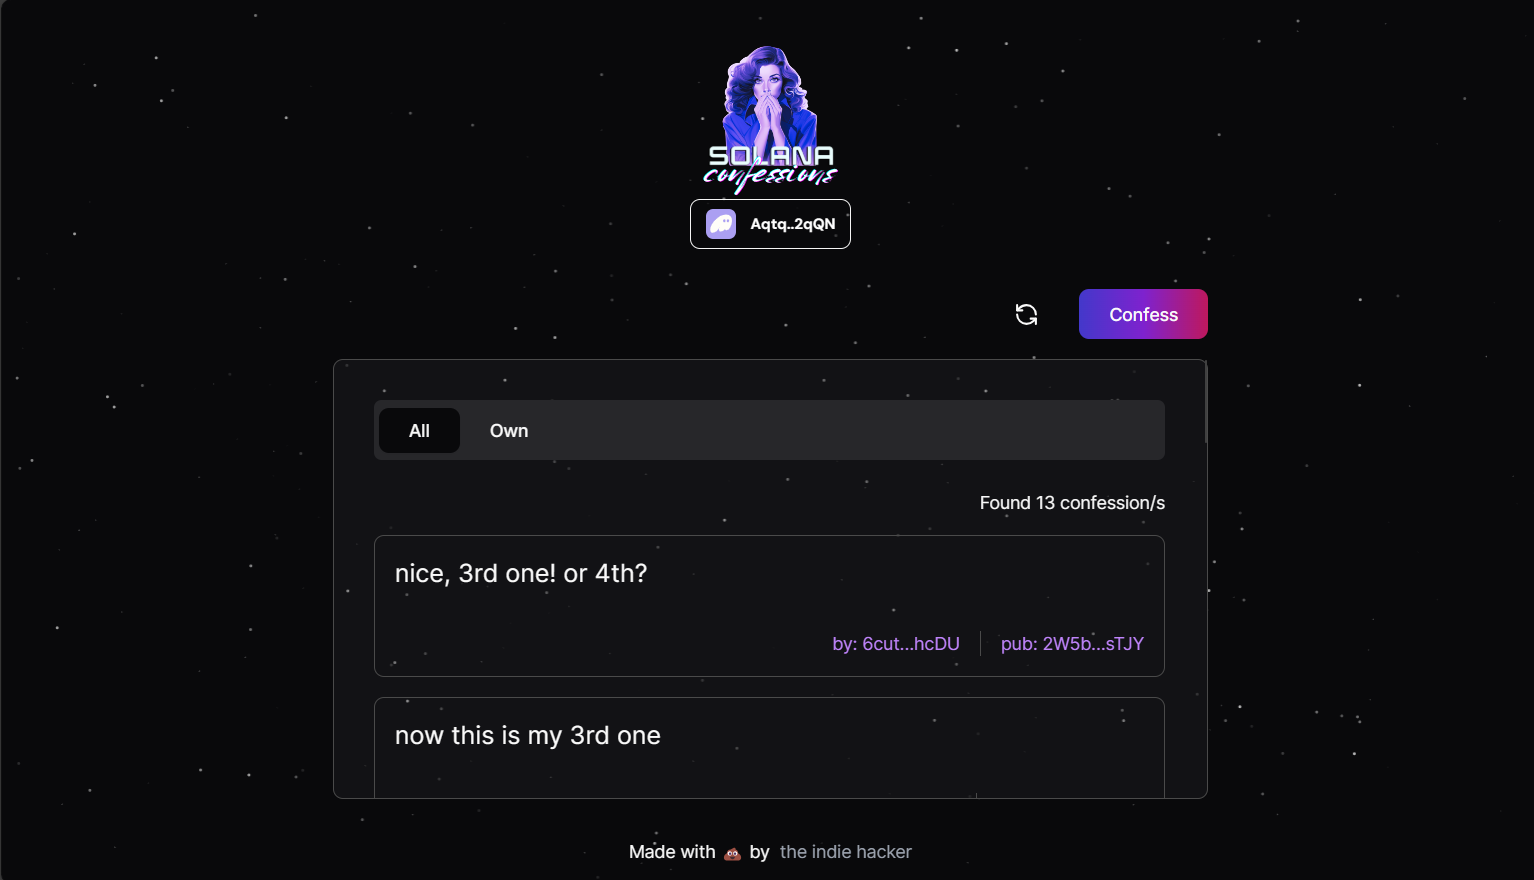 SOLANA
confessions
Aqtq..2qQN
Confess
All Own
Found 13 confession/s
nice, 3rd one! or 4th?
by: 6cut...hcDU pub: 2W5b...sTJY
now this is my 3rd one
Made with 💩 by the indie hacker